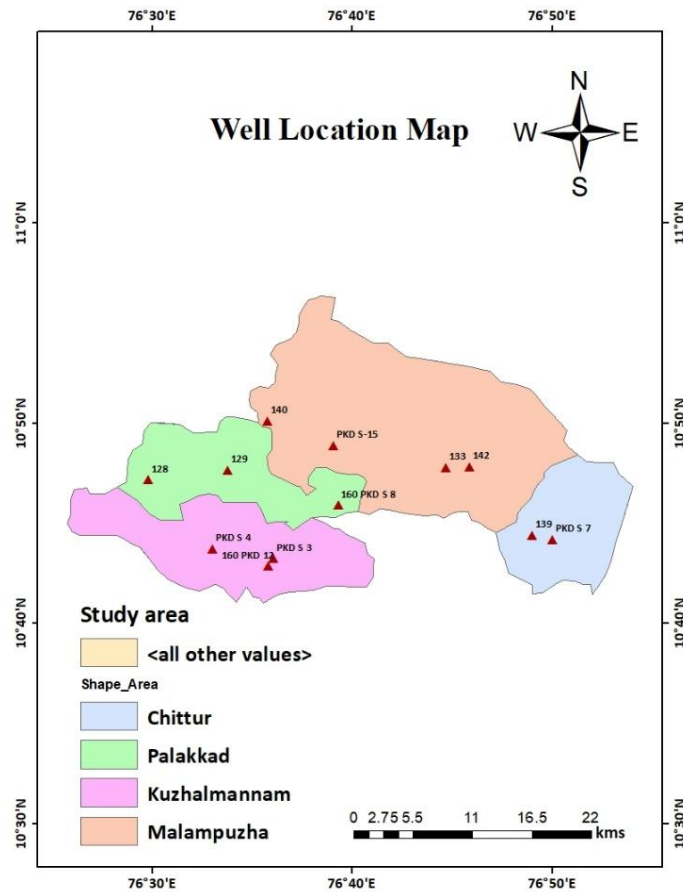 76°30'E 76°40'E 76°50'E
N
Well Location Map
W E
S
11°0'N 11°0'N
140
10°50'N 10°50'N
PKD S-15
129
133 142
128
160 PKD S 8
139 PKD S 7
PKD S 4
160 PKD 12 PKD S 3
10°40'N 10°40'N
Study area
<all other values>
Shape_Area
Chittur
Palakkad
Kuzhalmannam
Malampuzha
0 2.75 5.5 11 16.5 22
kms
10°30'N 10°30'N
76°30'E 76°40'E 76°50'E